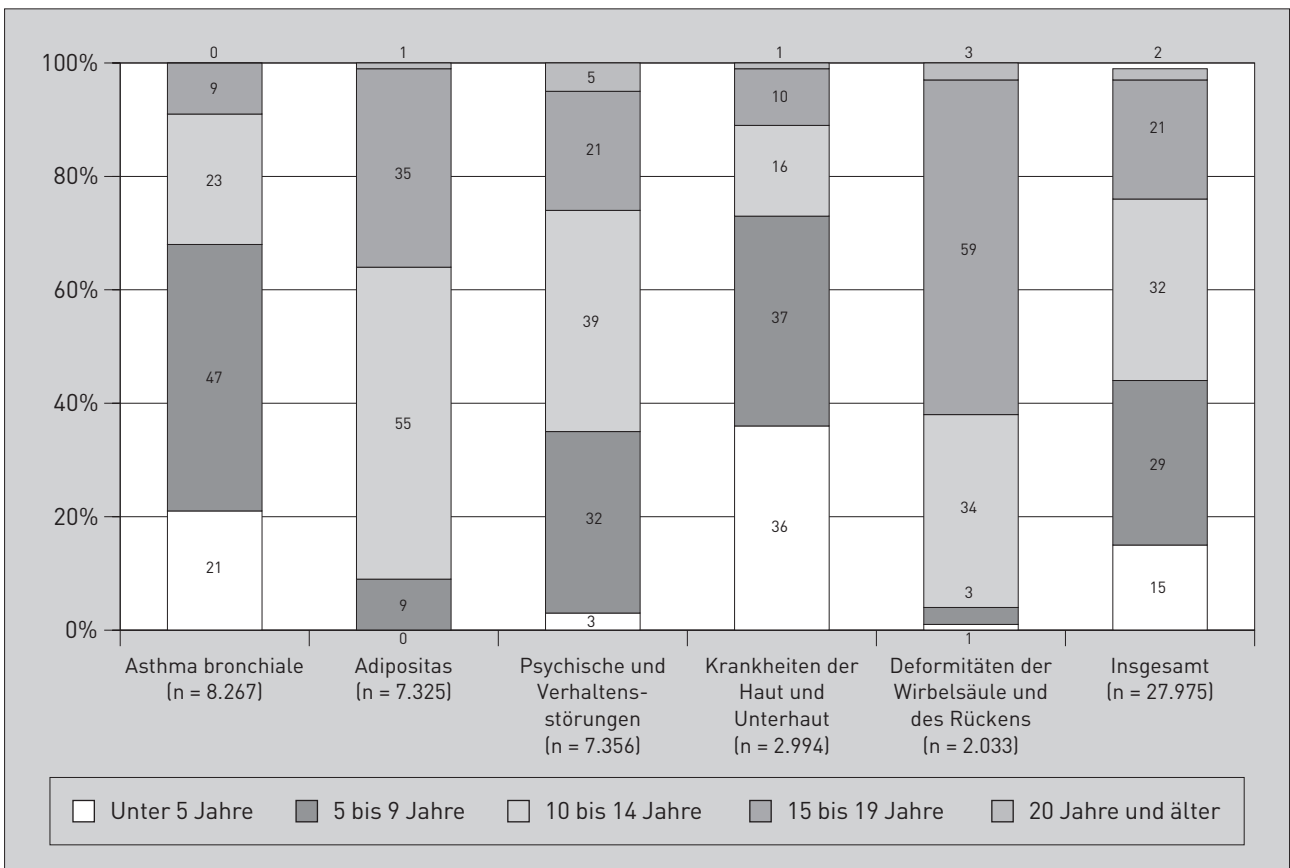 0 1 1 3 2
100%
9 5 10
21
23 35 21 16
80%
59
60%
39 32
37
47
40%
55
29
34
20% 32 36
21 3 15
9
3
0%
0 1
Asthma bronchiale
(n = 8.267)
Adipositas
(n = 7.325)
Psychische und
Verhaltens-
störungen
(n = 7.356)
Krankheiten der
Haut und
Unterhaut
(n = 2.994)
Deformitäten der
Wirbelsäule und
des Rückens
(n = 2.033)
Insgesamt
(n = 27.975)
Unter 5 Jahre 5 bis 9 Jahre 10 bis 14 Jahre 15 bis 19 Jahre 20 Jahre und älter